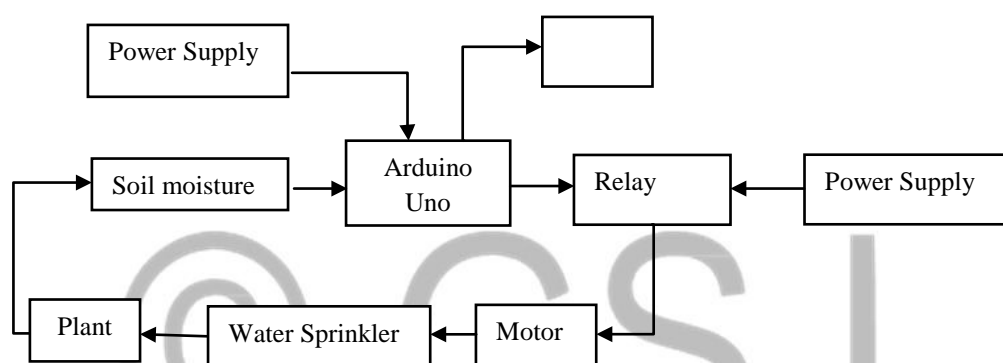 Power Supply
Soil moisture
Arduino
Uno
Relay
Power Supply
Plant
Water Sprinkler
Motor